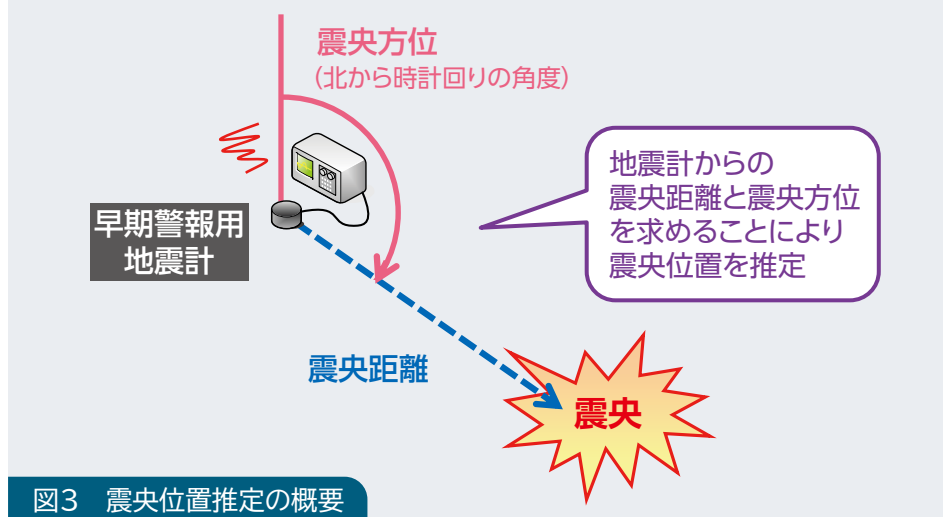 震央方位
（北から時計回りの角度）
地震計からの
震央距離と震央方位
を求めることにより
震央位置を推定
早期警報用
地震計
震央距離
震央
図3 震央位置推定の概要